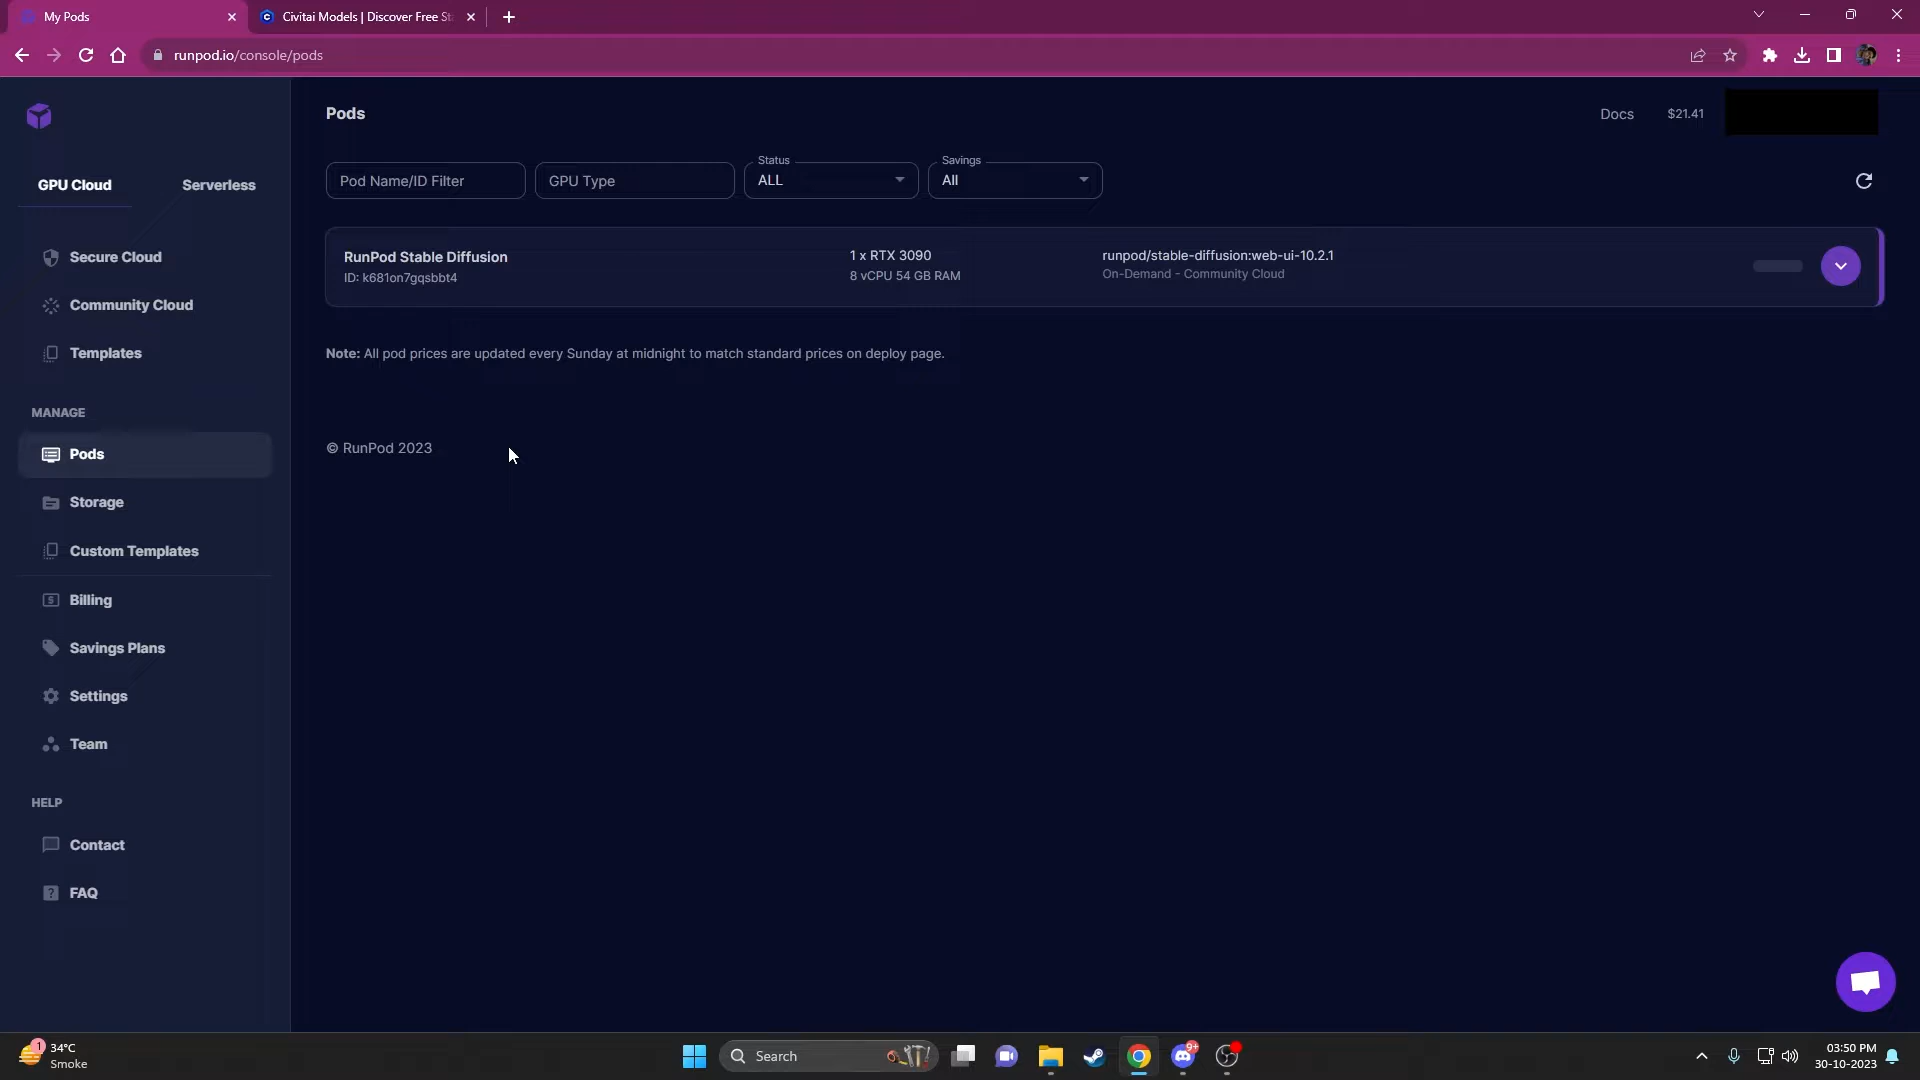 My Pods
Civitai Models | Discover Free St
runpod.io/console/pods
Pods
Docs
$21.41
GPU Cloud
Serverless
Pod Name/ID Filter
GPU Type
Status
ALL
Savings
All
Secure Cloud
Community Cloud
Templates
RunPod Stable Diffusion
ID: k681on7gqsbbt4
1 x RTX 3090
8 vCPU 54 GB RAM
runpod/stable-diffusion:web-ui-10.2.1
On-Demand - Community Cloud
Note: All pod prices are updated every Sunday at midnight to match standard prices on deploy page.
MANAGE
Pods
Storage
Custom Templates
Billing
Savings Plans
Settings
Team
© RunPod 2023
HELP
Contact
FAQ
1
34°C
Smoke
Search
9+
03:50 PM
30-10-2023